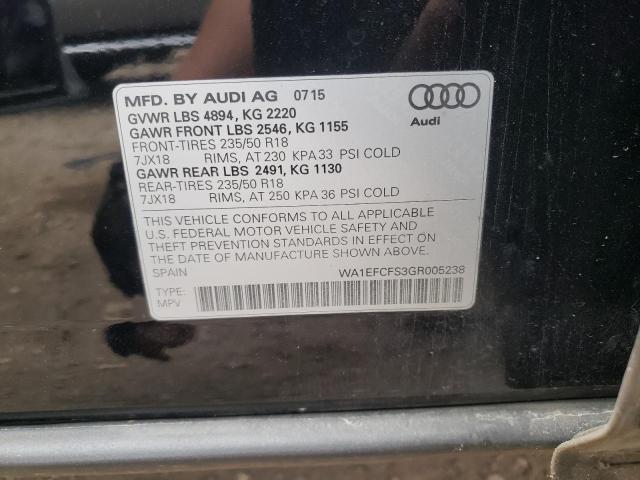 MFD. BY AUDI AG 0715
GVWR LBS 4894, KG 2220
GAWR FRONT LBS 2546, KG 1155
FRONT-TIRES 235/50 R18
7JX18 RIMS, AT 230 KPA 33 PSI COLD
GAWR REAR LBS 2491, KG 1130
REAR-TIRES 235/50 R18
7JX18 RIMS, AT 250 KPA 36 PSI COLD
Audi
THIS VEHICLE CONFORMS TO ALL APPLICABLE
U.S. FEDERAL MOTOR VEHICLE SAFETY AND
THEFT PREVENTION STANDARDS IN EFFECT ON
THE DATE OF MANUFACTURE SHOWN ABOVE.
SPAIN WA1EFCFS3GR005238
TYPE:
MPV